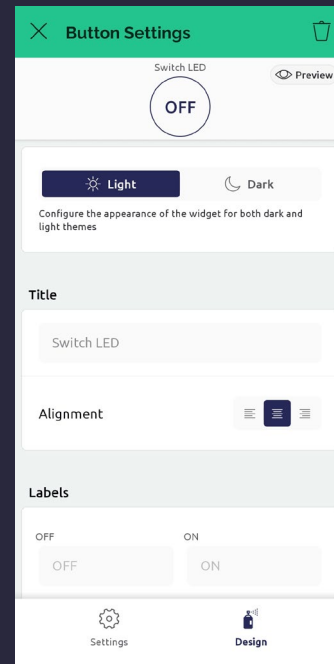 Button Settings
Switch LED
OFF
Preview
Light
Dark
Configure the appearance of the widget for both dark and
light themes
Title
Switch LED
Alignment
Labels
OFF
ON
OFF
ON
Settings
Design